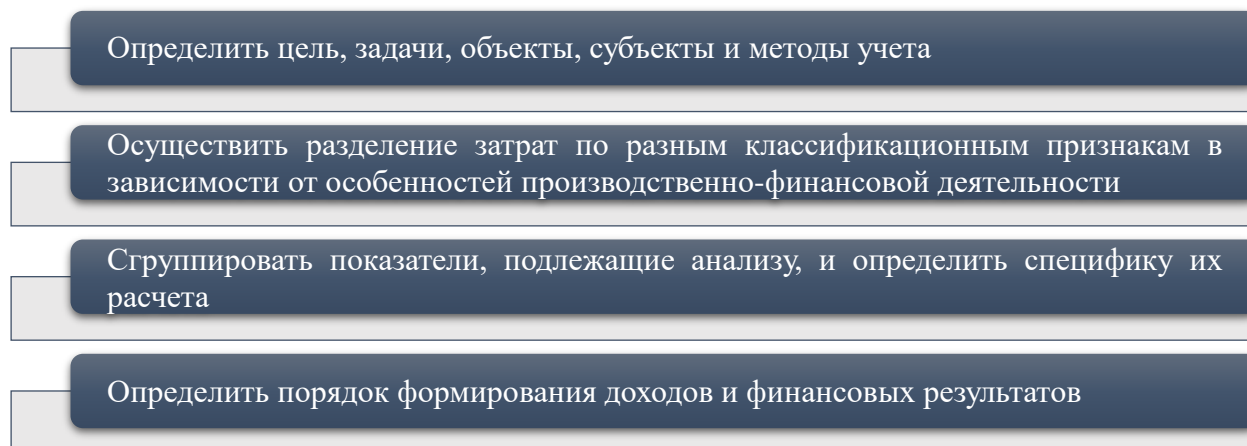 Определить цель, задачи, объекты, субъекты и методы учета
Осуществить разделение затрат по разным классификационным признакам в
зависимости от особенностей производственно-финансовой деятельности
Сгруппировать показатели, подлежащие анализу, и определить специфику их
расчета
Определить порядок формирования доходов и финансовых результатов